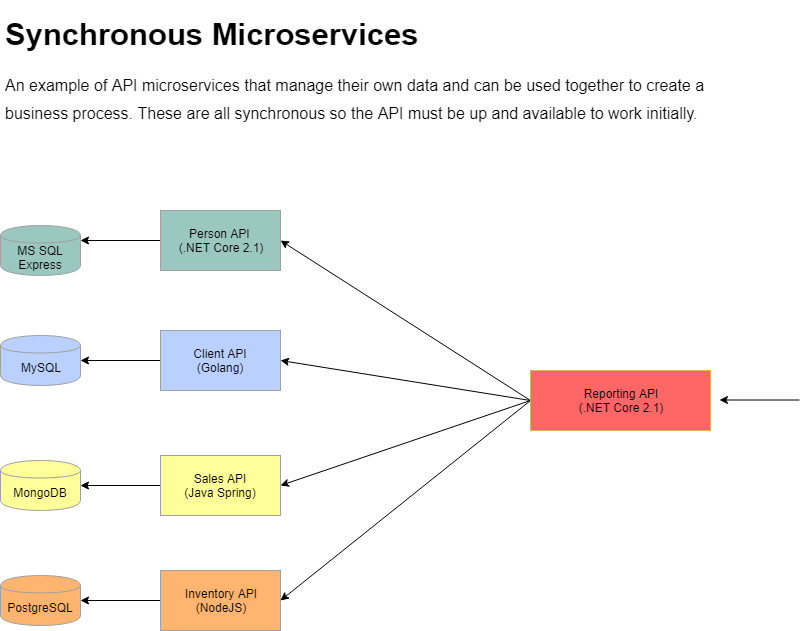 Synchronous Microservices
An example of API microservices that manage their own data and can be used together to create a
business process. These are all synchronous so the API must be up and available to work initially.
MS SQL
Express
Person API
(.NET Core 2.1)
MySQL
Client API
(Golang)
Reporting API
(.NET Core 2.1)
MongoDB
Sales API
(Java Spring)
PostgreSQL
Inventory API
(NodeJS)